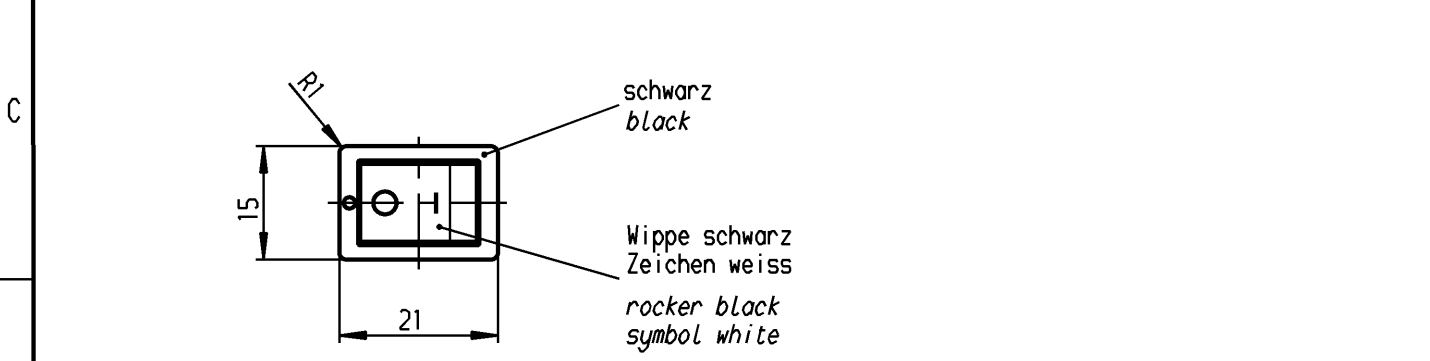 R1
schwarz
black
C
15
Wippe schwarz
Zeichen weiss
rocker black
symbol white
21